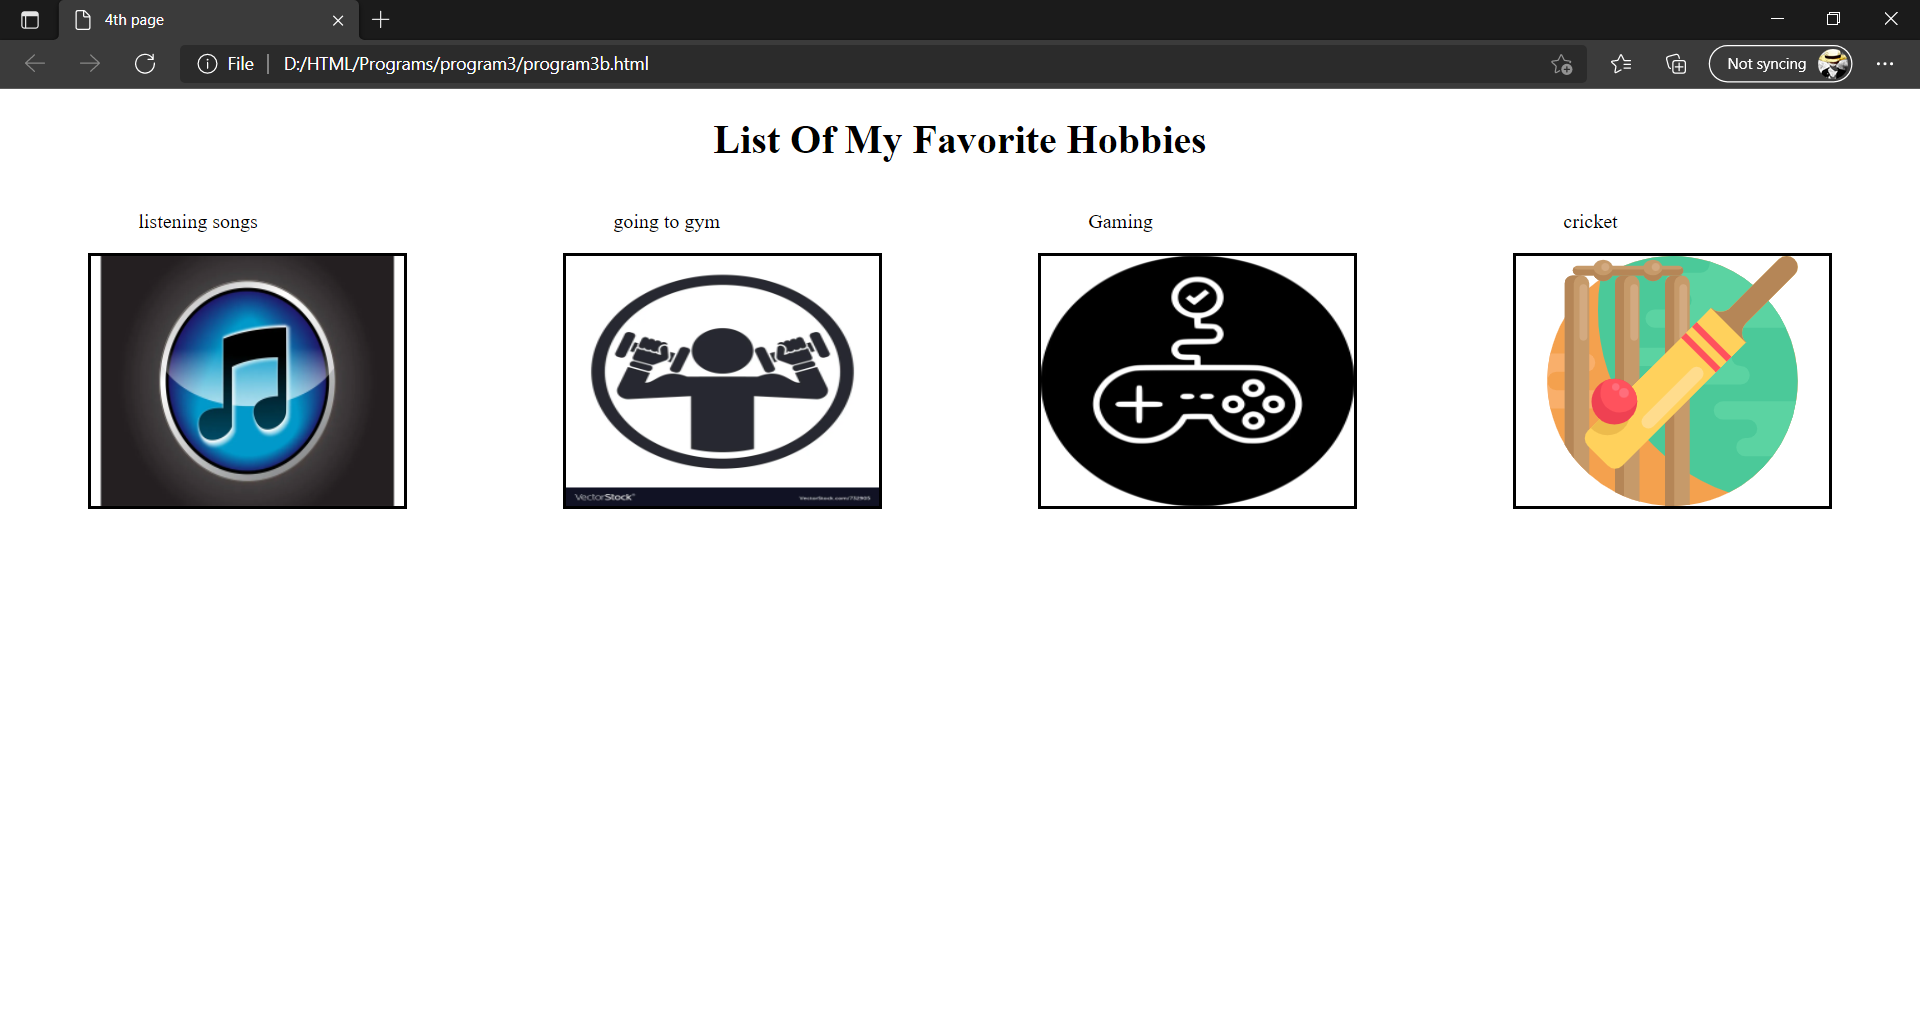 4th page
File
D:/HTML/Programs/program3/program3b.html
Not syncing
List Of My Favorite Hobbies
listening songs
going to gym
Gaming
cricket
VectorStock®
VectorStock.com/732905